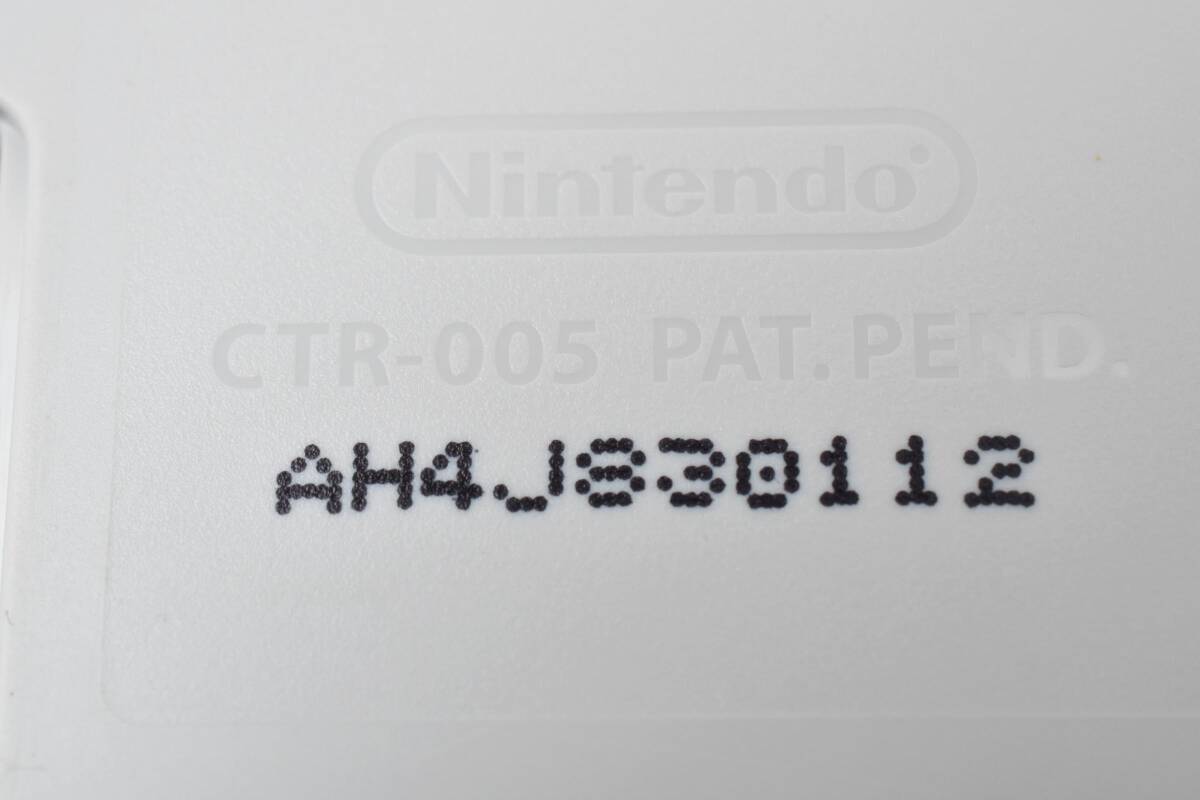 Nintendo
CTR-005 PAT.PEND.
AH4J830112